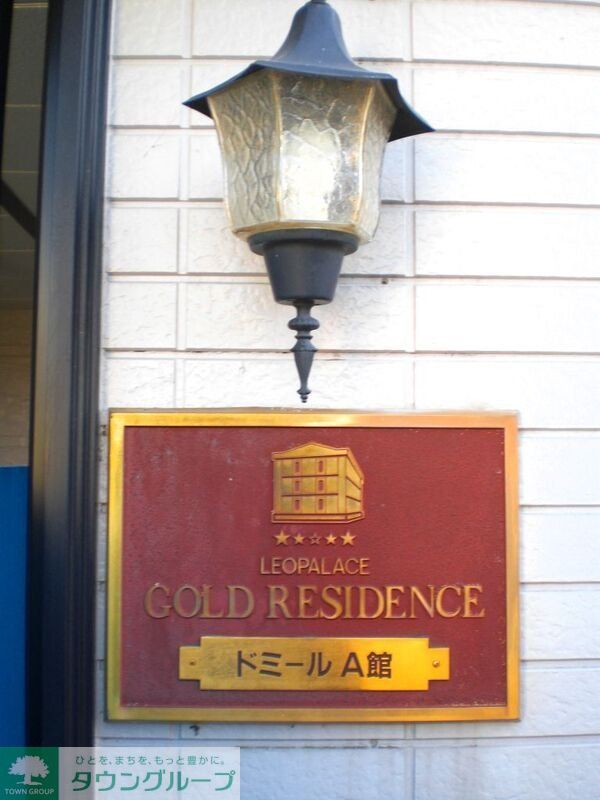 ★★☆★★
LEOPALACE
GOLD RESIDENCE
ドミール A館
ひとを、まちを、もっと豊かに。
タウングループ
TOWN GROUP